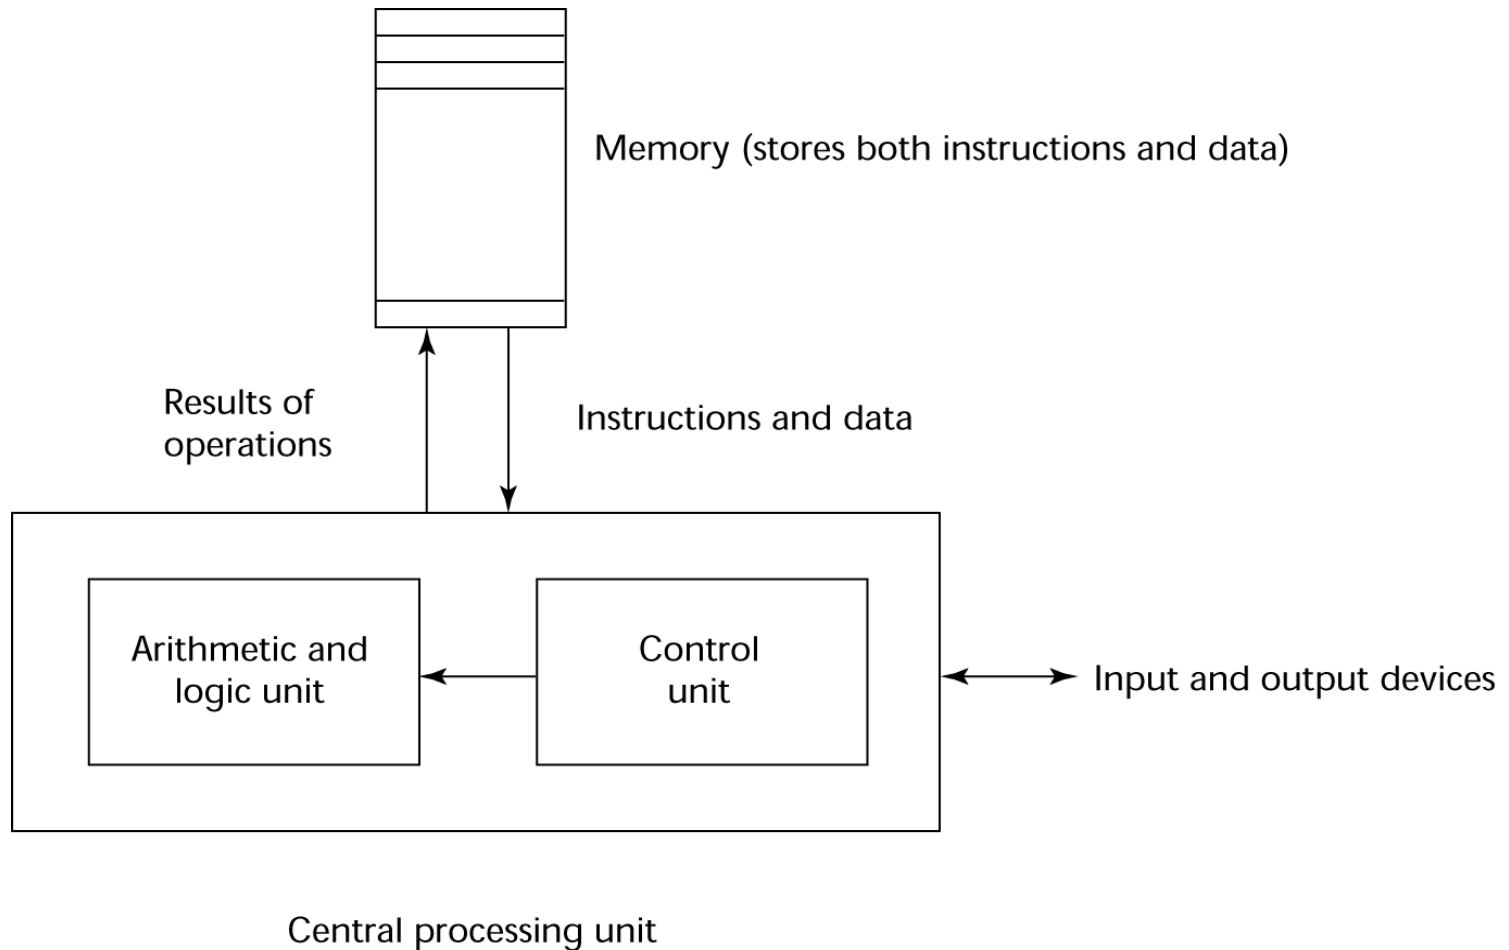 Memory (stores both instructions and data)
Results of
operations
Instructions and data
Arithmetic and
logic unit
Control
unit
Input and output devices
Central processing unit